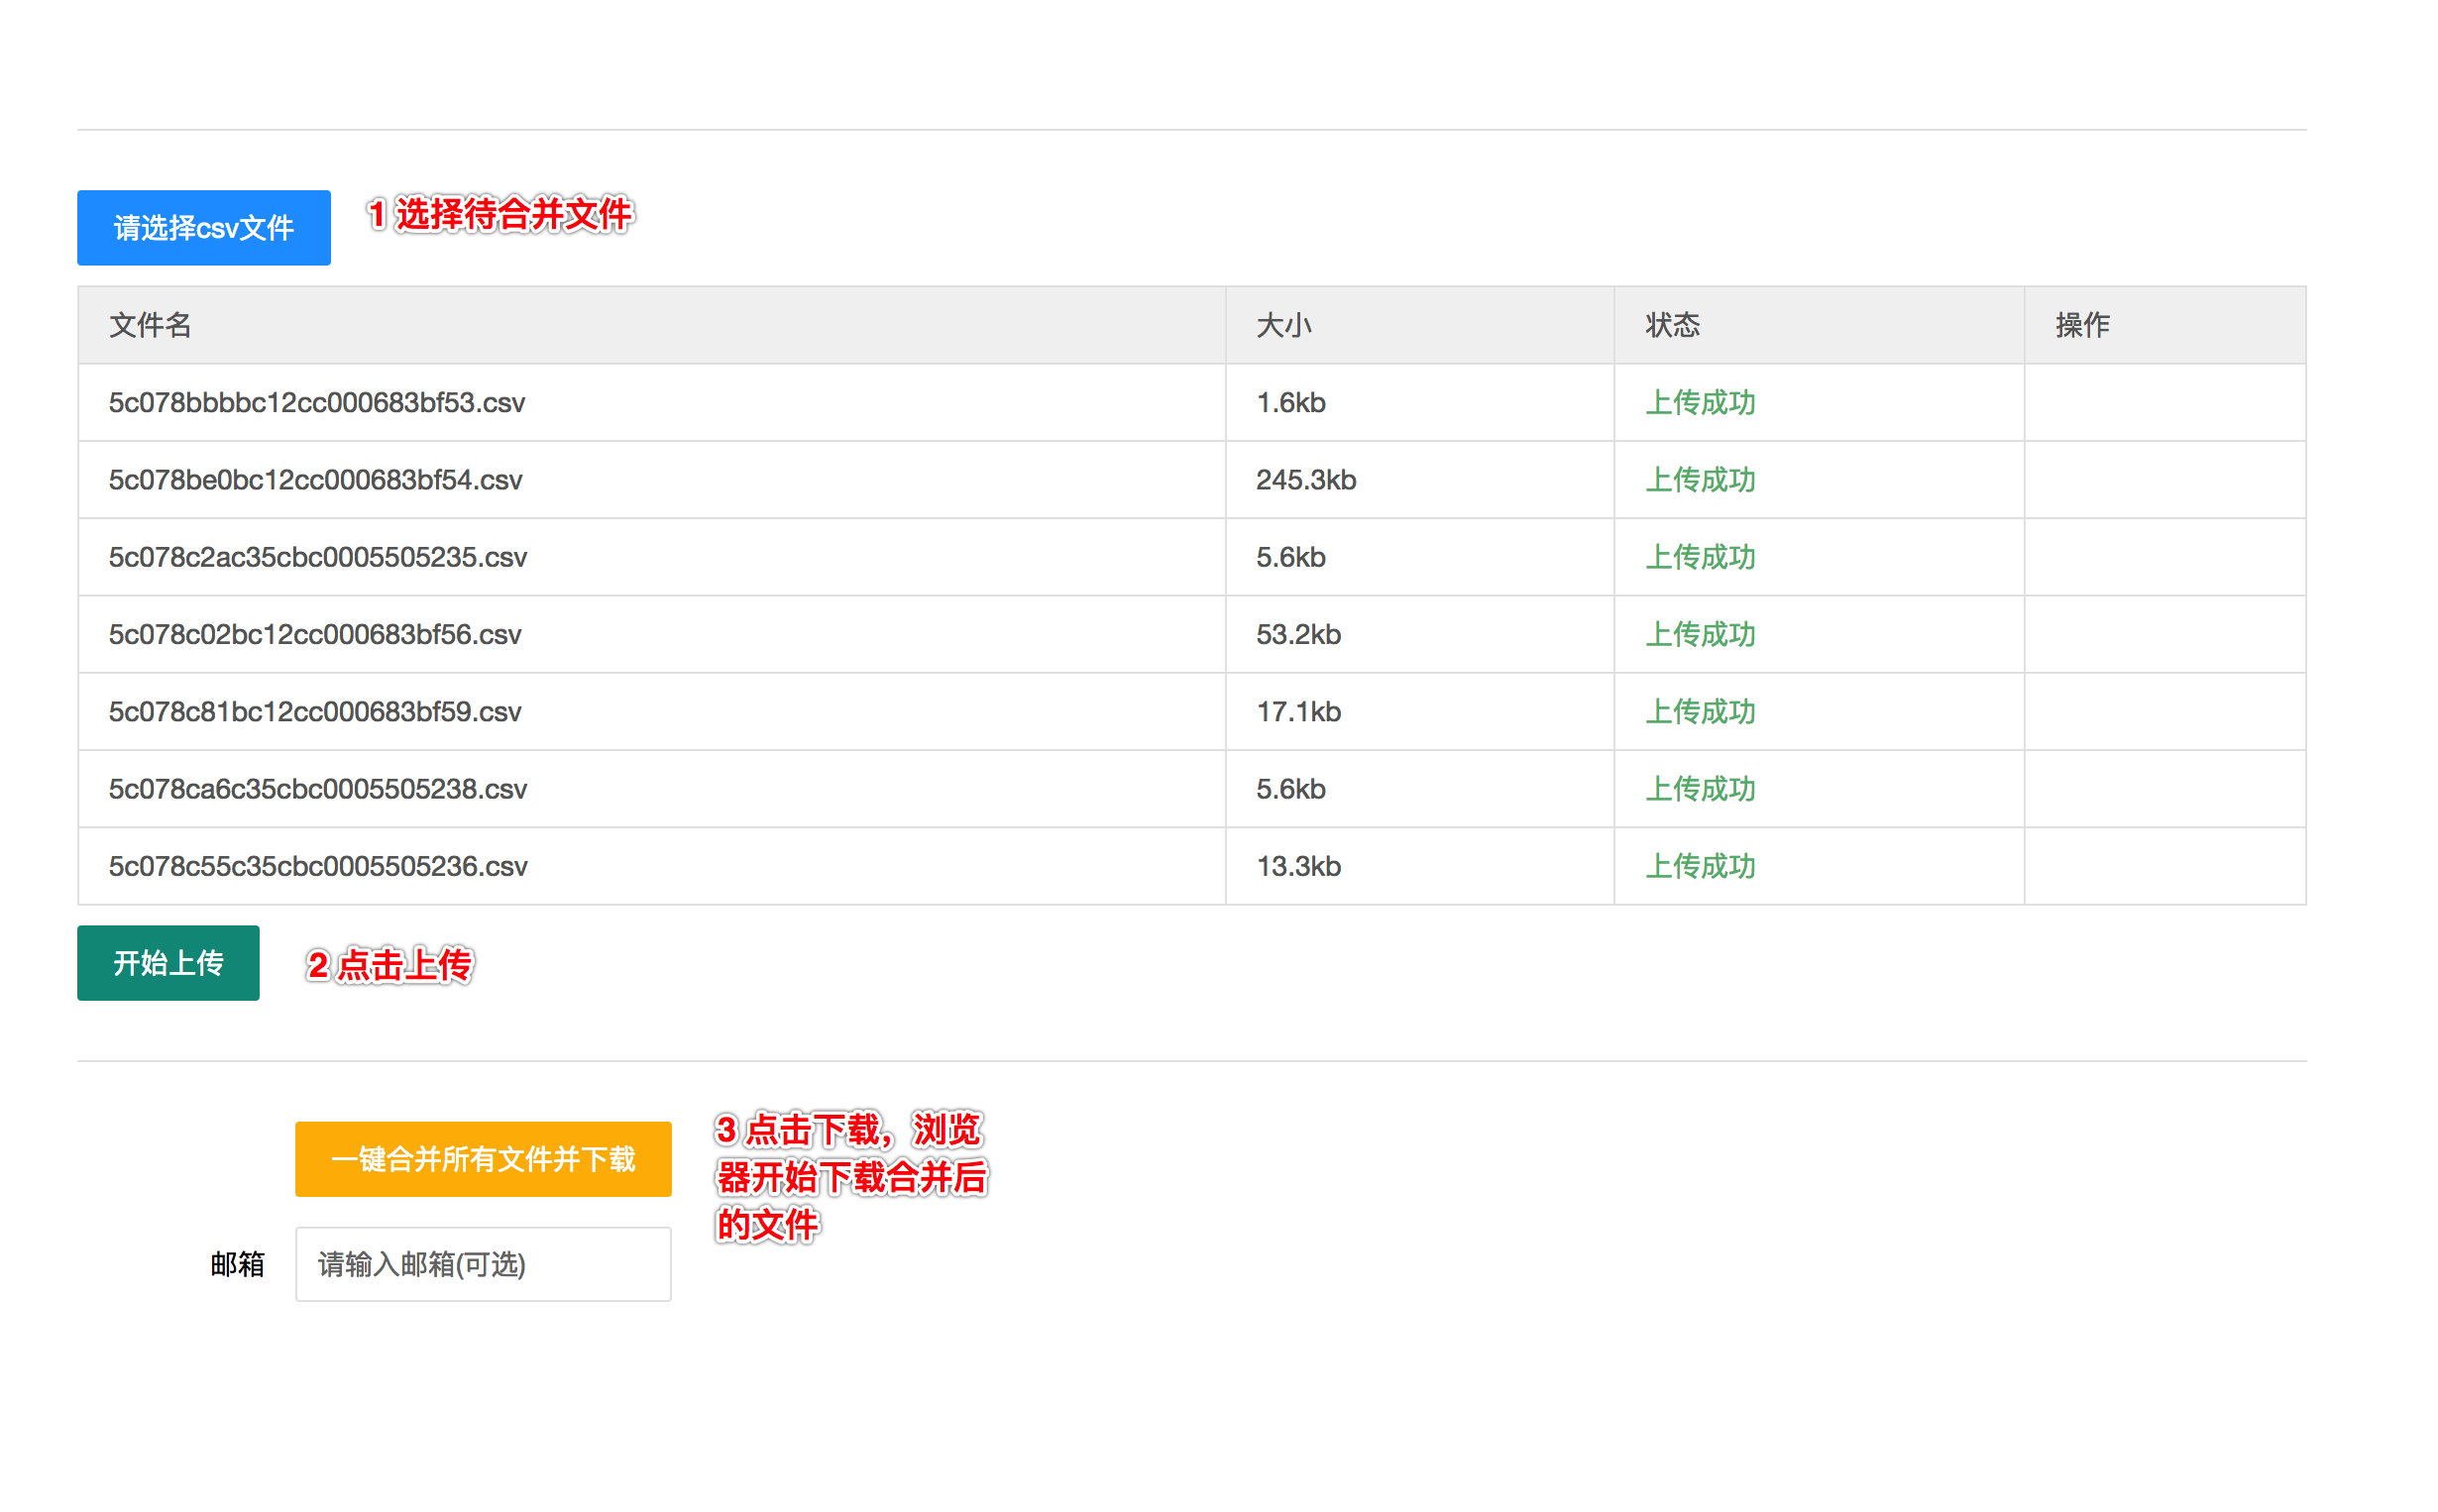 请选择csv文件 1 选择待合并文件
文件名 大小 状态 操作
5c078bbbbc12cc000683bf53.csv 1.6kb 上传成功
5c078be0bc12cc000683bf54.csv 245.3kb 上传成功
5c078c2ac35cbc0005505235.csv 5.6kb 上传成功
5c078c02bc12cc000683bf56.csv 53.2kb 上传成功
5c078c81bc12cc000683bf59.csv 17.1kb 上传成功
5c078ca6c35cbc0005505238.csv 5.6kb 上传成功
5c078c55c35cbc0005505236.csv 13.3kb 上传成功
开始上传 2 点击上传
一键合并所有文件并下载
3 点击下载，浏览
器开始下载合并后
的文件
邮箱 请输入邮箱(可选)